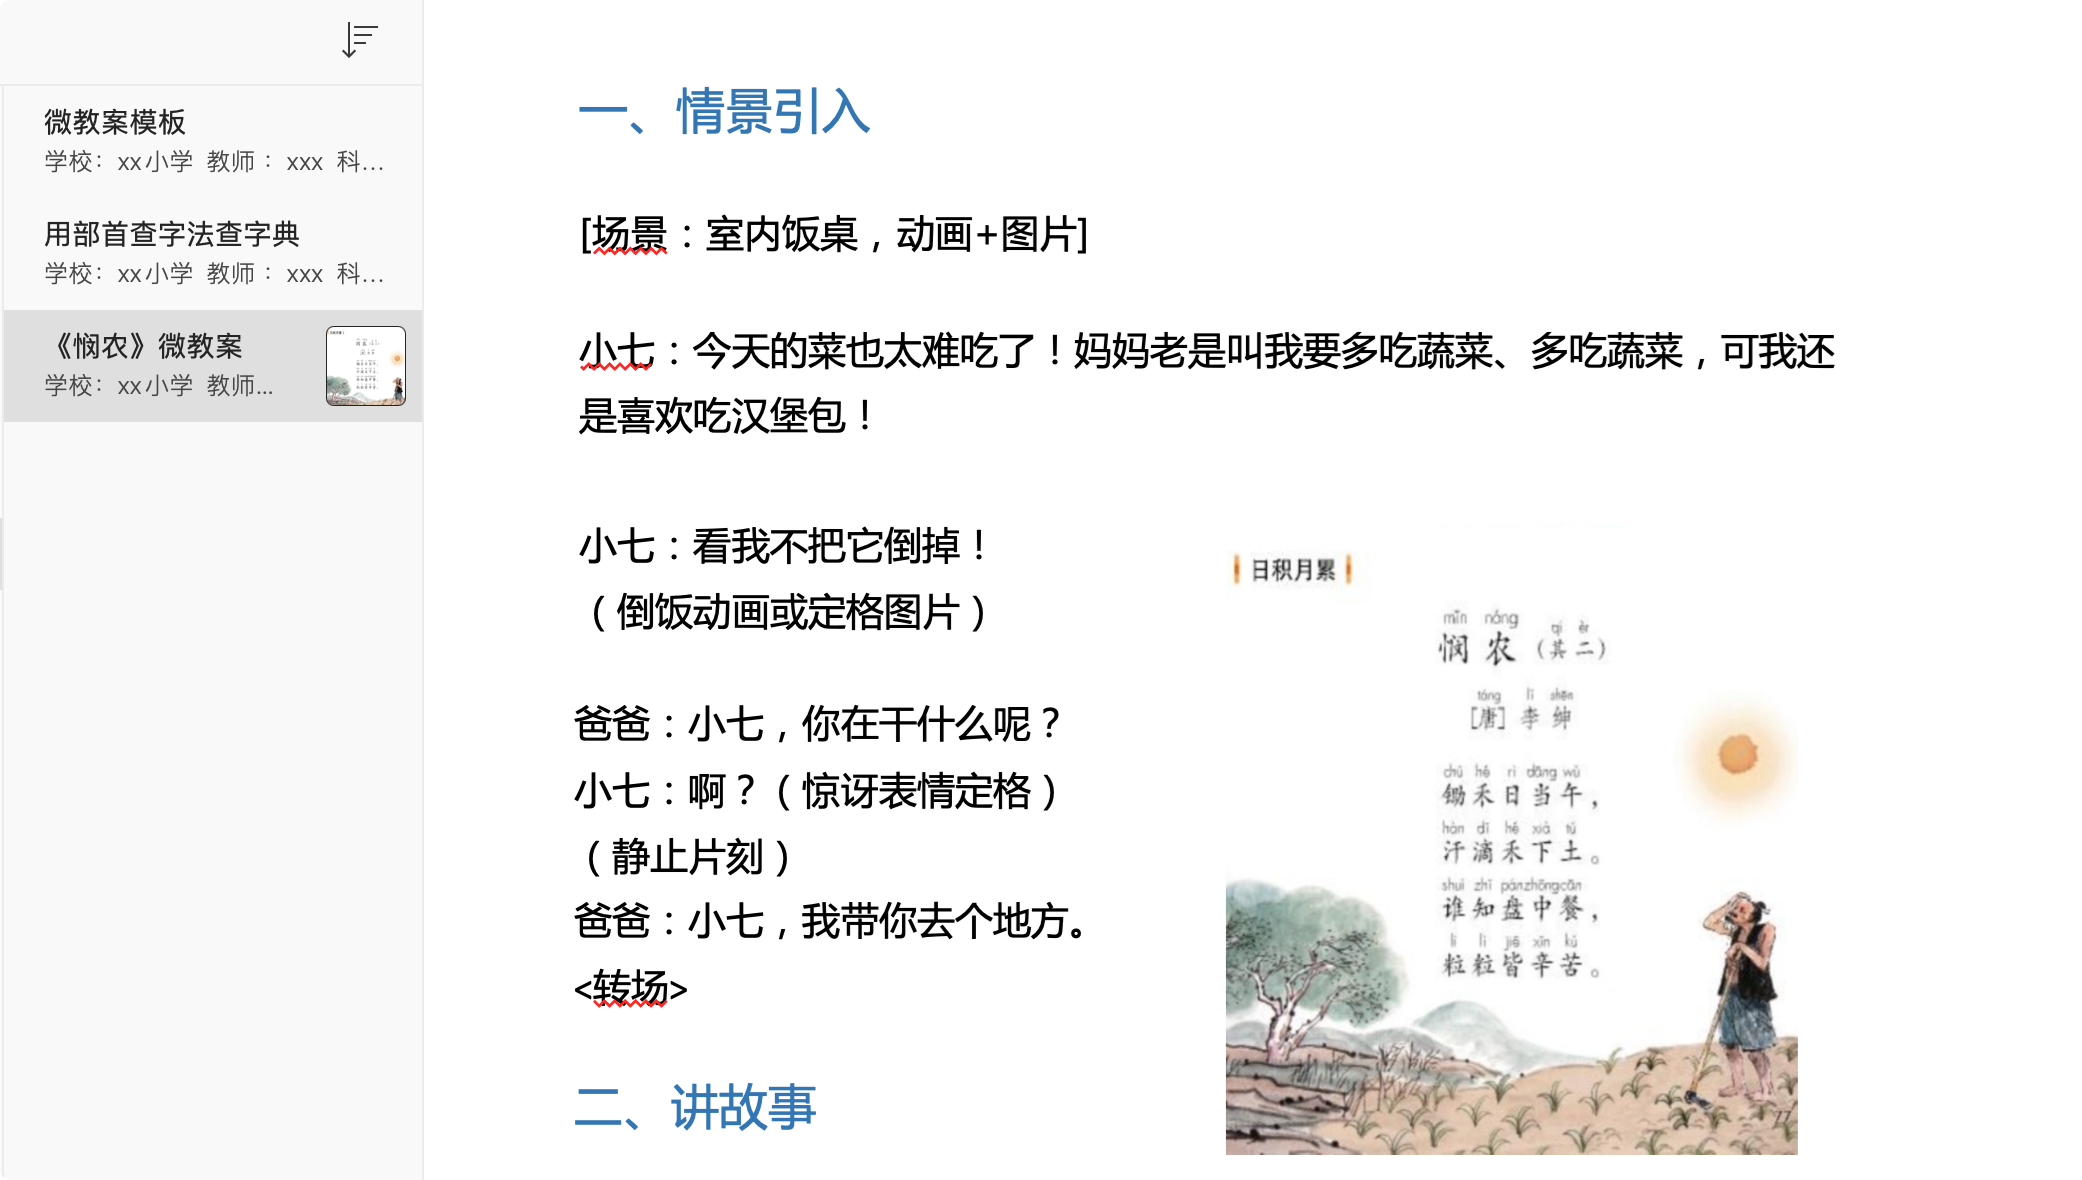 微教案模板
学校：xx小学 教师：xxx 科...
用部首查字法查字典
学校：xx小学 教师：xxx 科...
《悯农》微教案
学校：xx小学 教师...
一、情景引入
[场景：室内饭桌，动画+图片]
小七：今天的菜也太难吃了！妈妈老是叫我要多吃蔬菜、多吃蔬菜，可我还
是喜欢吃汉堡包！
小七：看我不把它倒掉！
（倒饭动画或定格图片）
爸爸：小七，你在干什么呢？
小七：啊？（惊讶表情定格）
（静止片刻）
爸爸：小七，我带你去个地方。
<转场>
二、讲故事
日积月累
mǐn nóng
qí èr
悯 农 （其 二）
táng lǐ shēn
[唐] 李 绅
chú hé rì dāng wǔ
锄禾日当午，
hàn dī hé xià tǔ
汗滴禾下土。
shuí zhī pánzhōngcān
谁知盘中餐，
lì lì jiē xīn kǔ
粒粒皆辛苦。
77